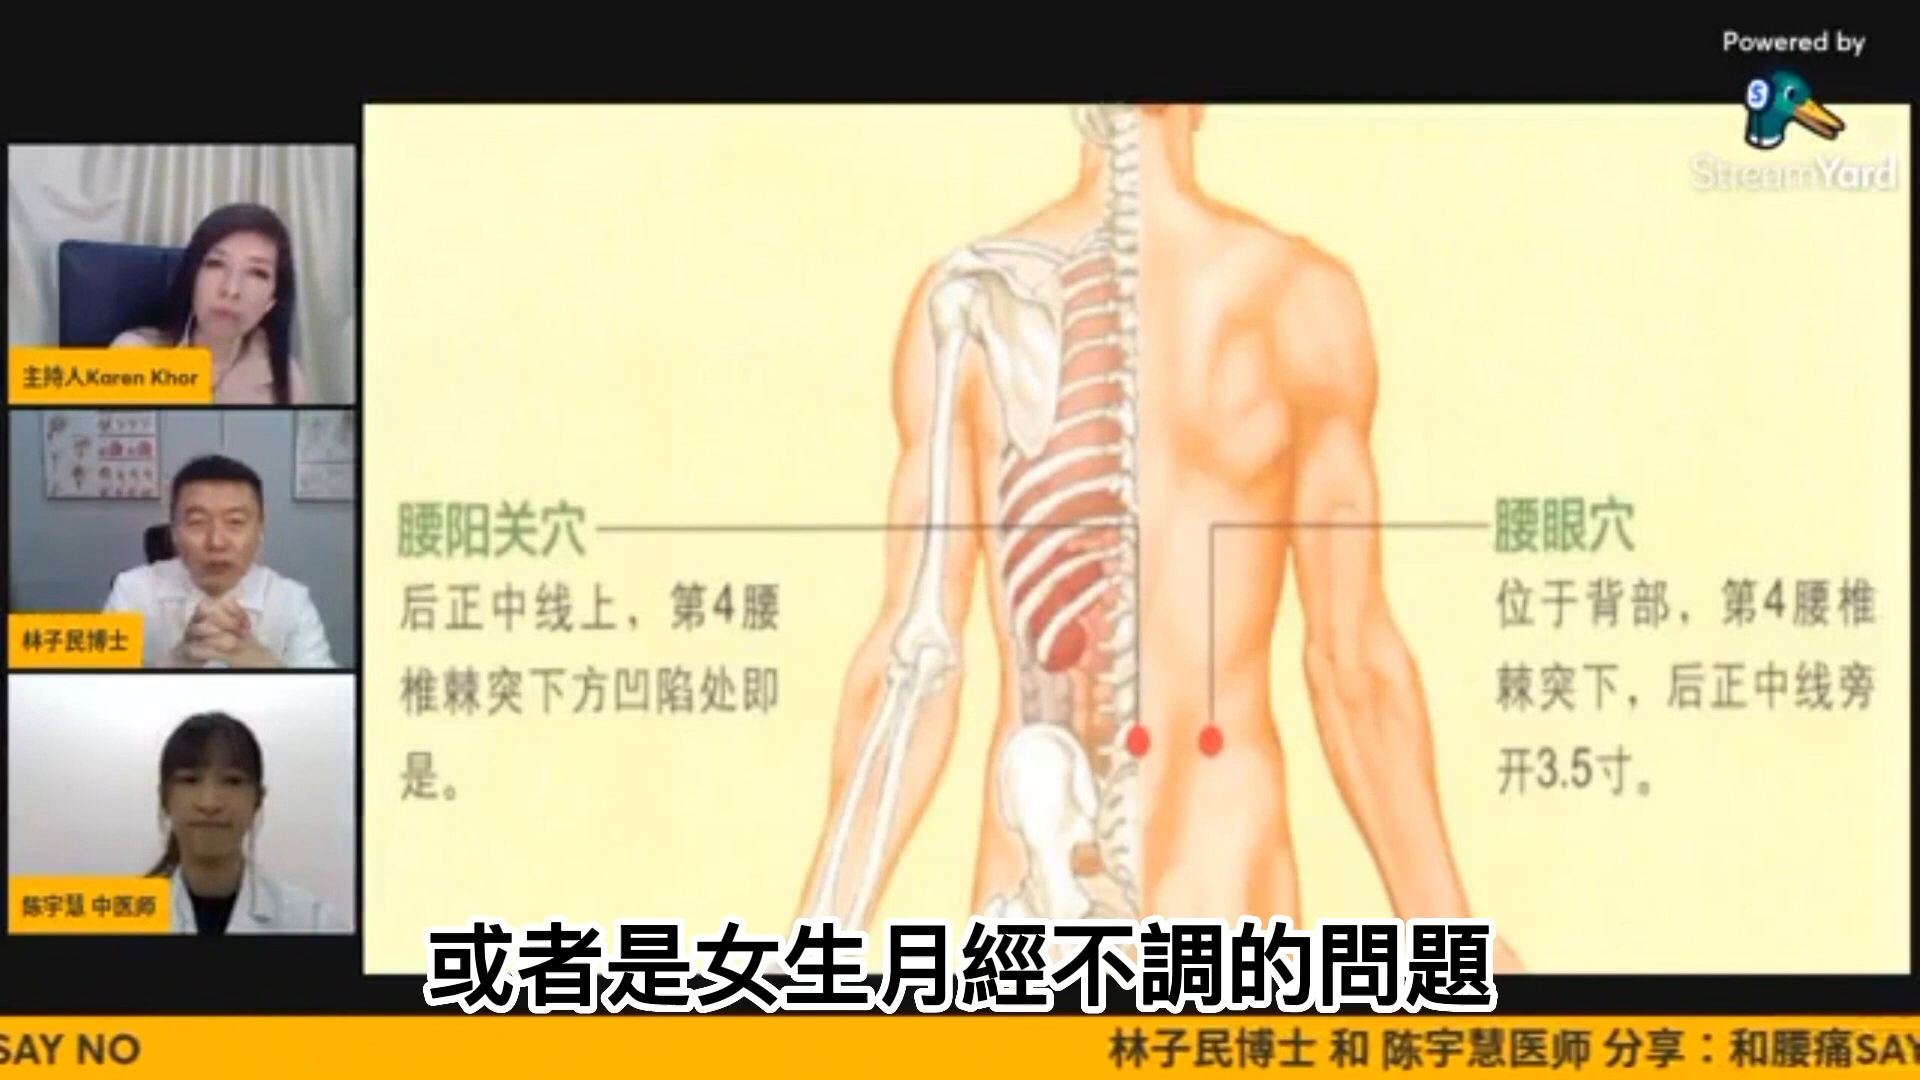 Powered by
StreamYard
主持人Karen Khor
林子民博士
陈宇慧 中医师
腰阳关穴
后正中线上，第4腰
椎棘突下方凹陷处即
是。
腰眼穴
位于背部，第4腰椎
棘突下，后正中线旁
开3.5寸。
或者是女生月經不調的問題
SAY NO
林子民博士 和 陈宇慧医师 分享：和腰痛SAY